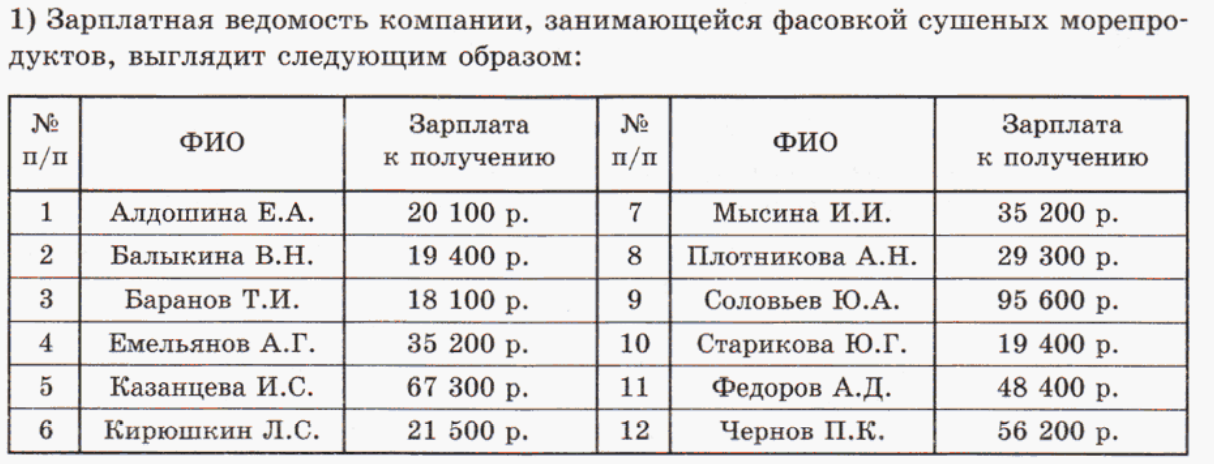 1) Зарплатная ведомость компании, занимающейся фасовкой сушеных морепро-
дуктов, выглядит следующим образом:
№ п/п ФИО Зарплата к получению № п/п ФИО Зарплата к получению
1 Алдошина Е.А. 20 100 р. 7 Мысина И.И. 35 200 р.
2 Балыкина В.Н. 19 400 р. 8 Плотникова А.Н. 29 300 р.
3 Баранов Т.И. 18 100 р. 9 Соловьев Ю.А. 95 600 р.
4 Емельянов А.Г. 35 200 р. 10 Старикова Ю.Г. 19 400 р.
5 Казанцева И.С. 67 300 р. 11 Федоров А.Д. 48 400 р.
6 Кирюшкин Л.С. 21 500 р. 12 Чернов П.К. 56 200 р.